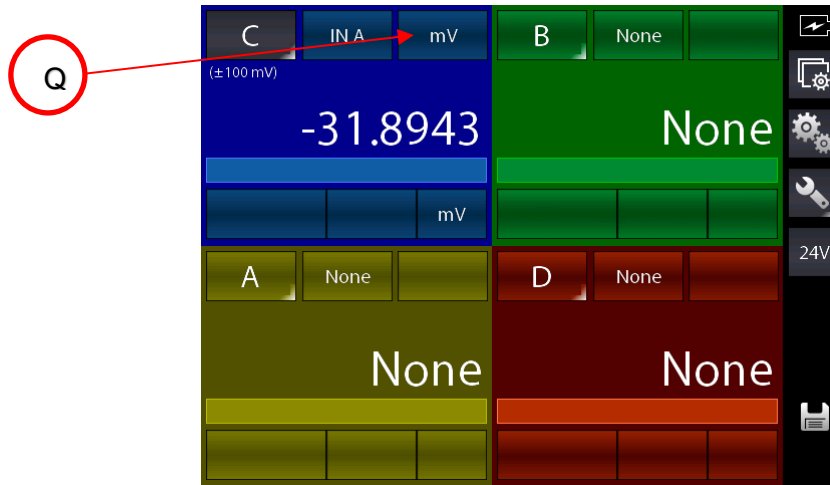 Q
C IN A mV
(±100 mV)
-31.8943
mV
B None
None
A None
None
D None
None
24V